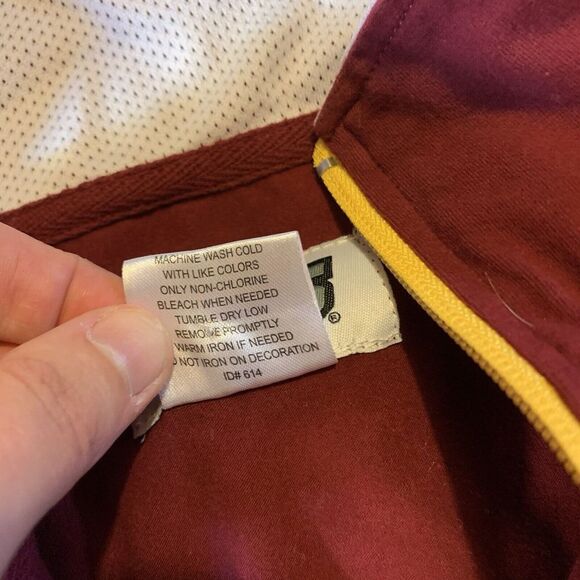 MACHINE WASH COLD
WITH LIKE COLORS
ONLY NON-CHLORINE
BLEACH WHEN NEEDED
TUMBLE DRY LOW
REMOVE PROMPTLY
WARM IRON IF NEEDED
NOT IRON ON DECORATION
ID# 614
®